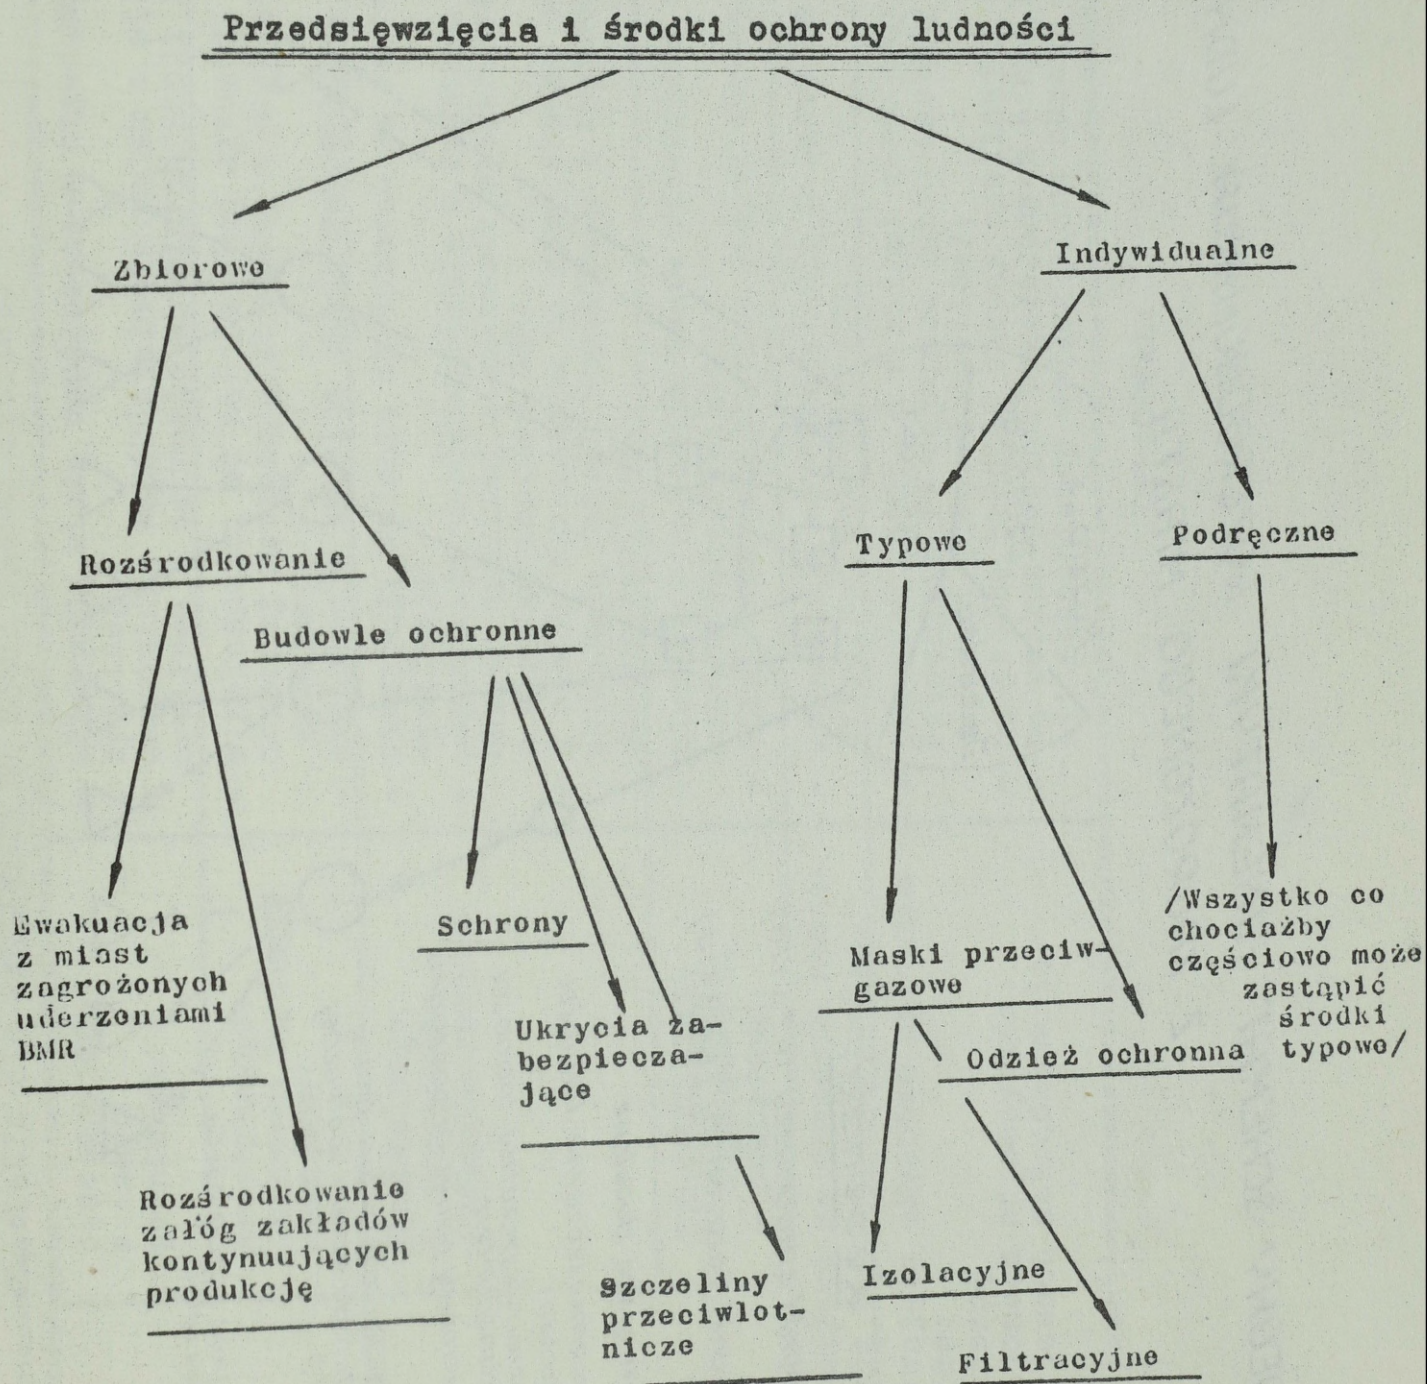 Przedsięwzięcia i środki ochrony ludności
Zbiorowe
Indywidualne
Rozśrodkowanie
Budowle ochronne
Typowe
Podręczne
Ewakuacja
z miast
zagrożonych
uderzeniami
BMR
Rozśrodkowanie
załóg zakładów
kontynuujących
produkcję
Schrony
Ukrycia za-
bezpiecza-
jące
Szczeliny
przeciwlot-
nicze
Maski przeciw-
gazowe
Odzież ochronna
Izolacyjne
Filtracyjne
/Wszystko co
chociażby
częściowo może
zastąpić
środki
typowe/